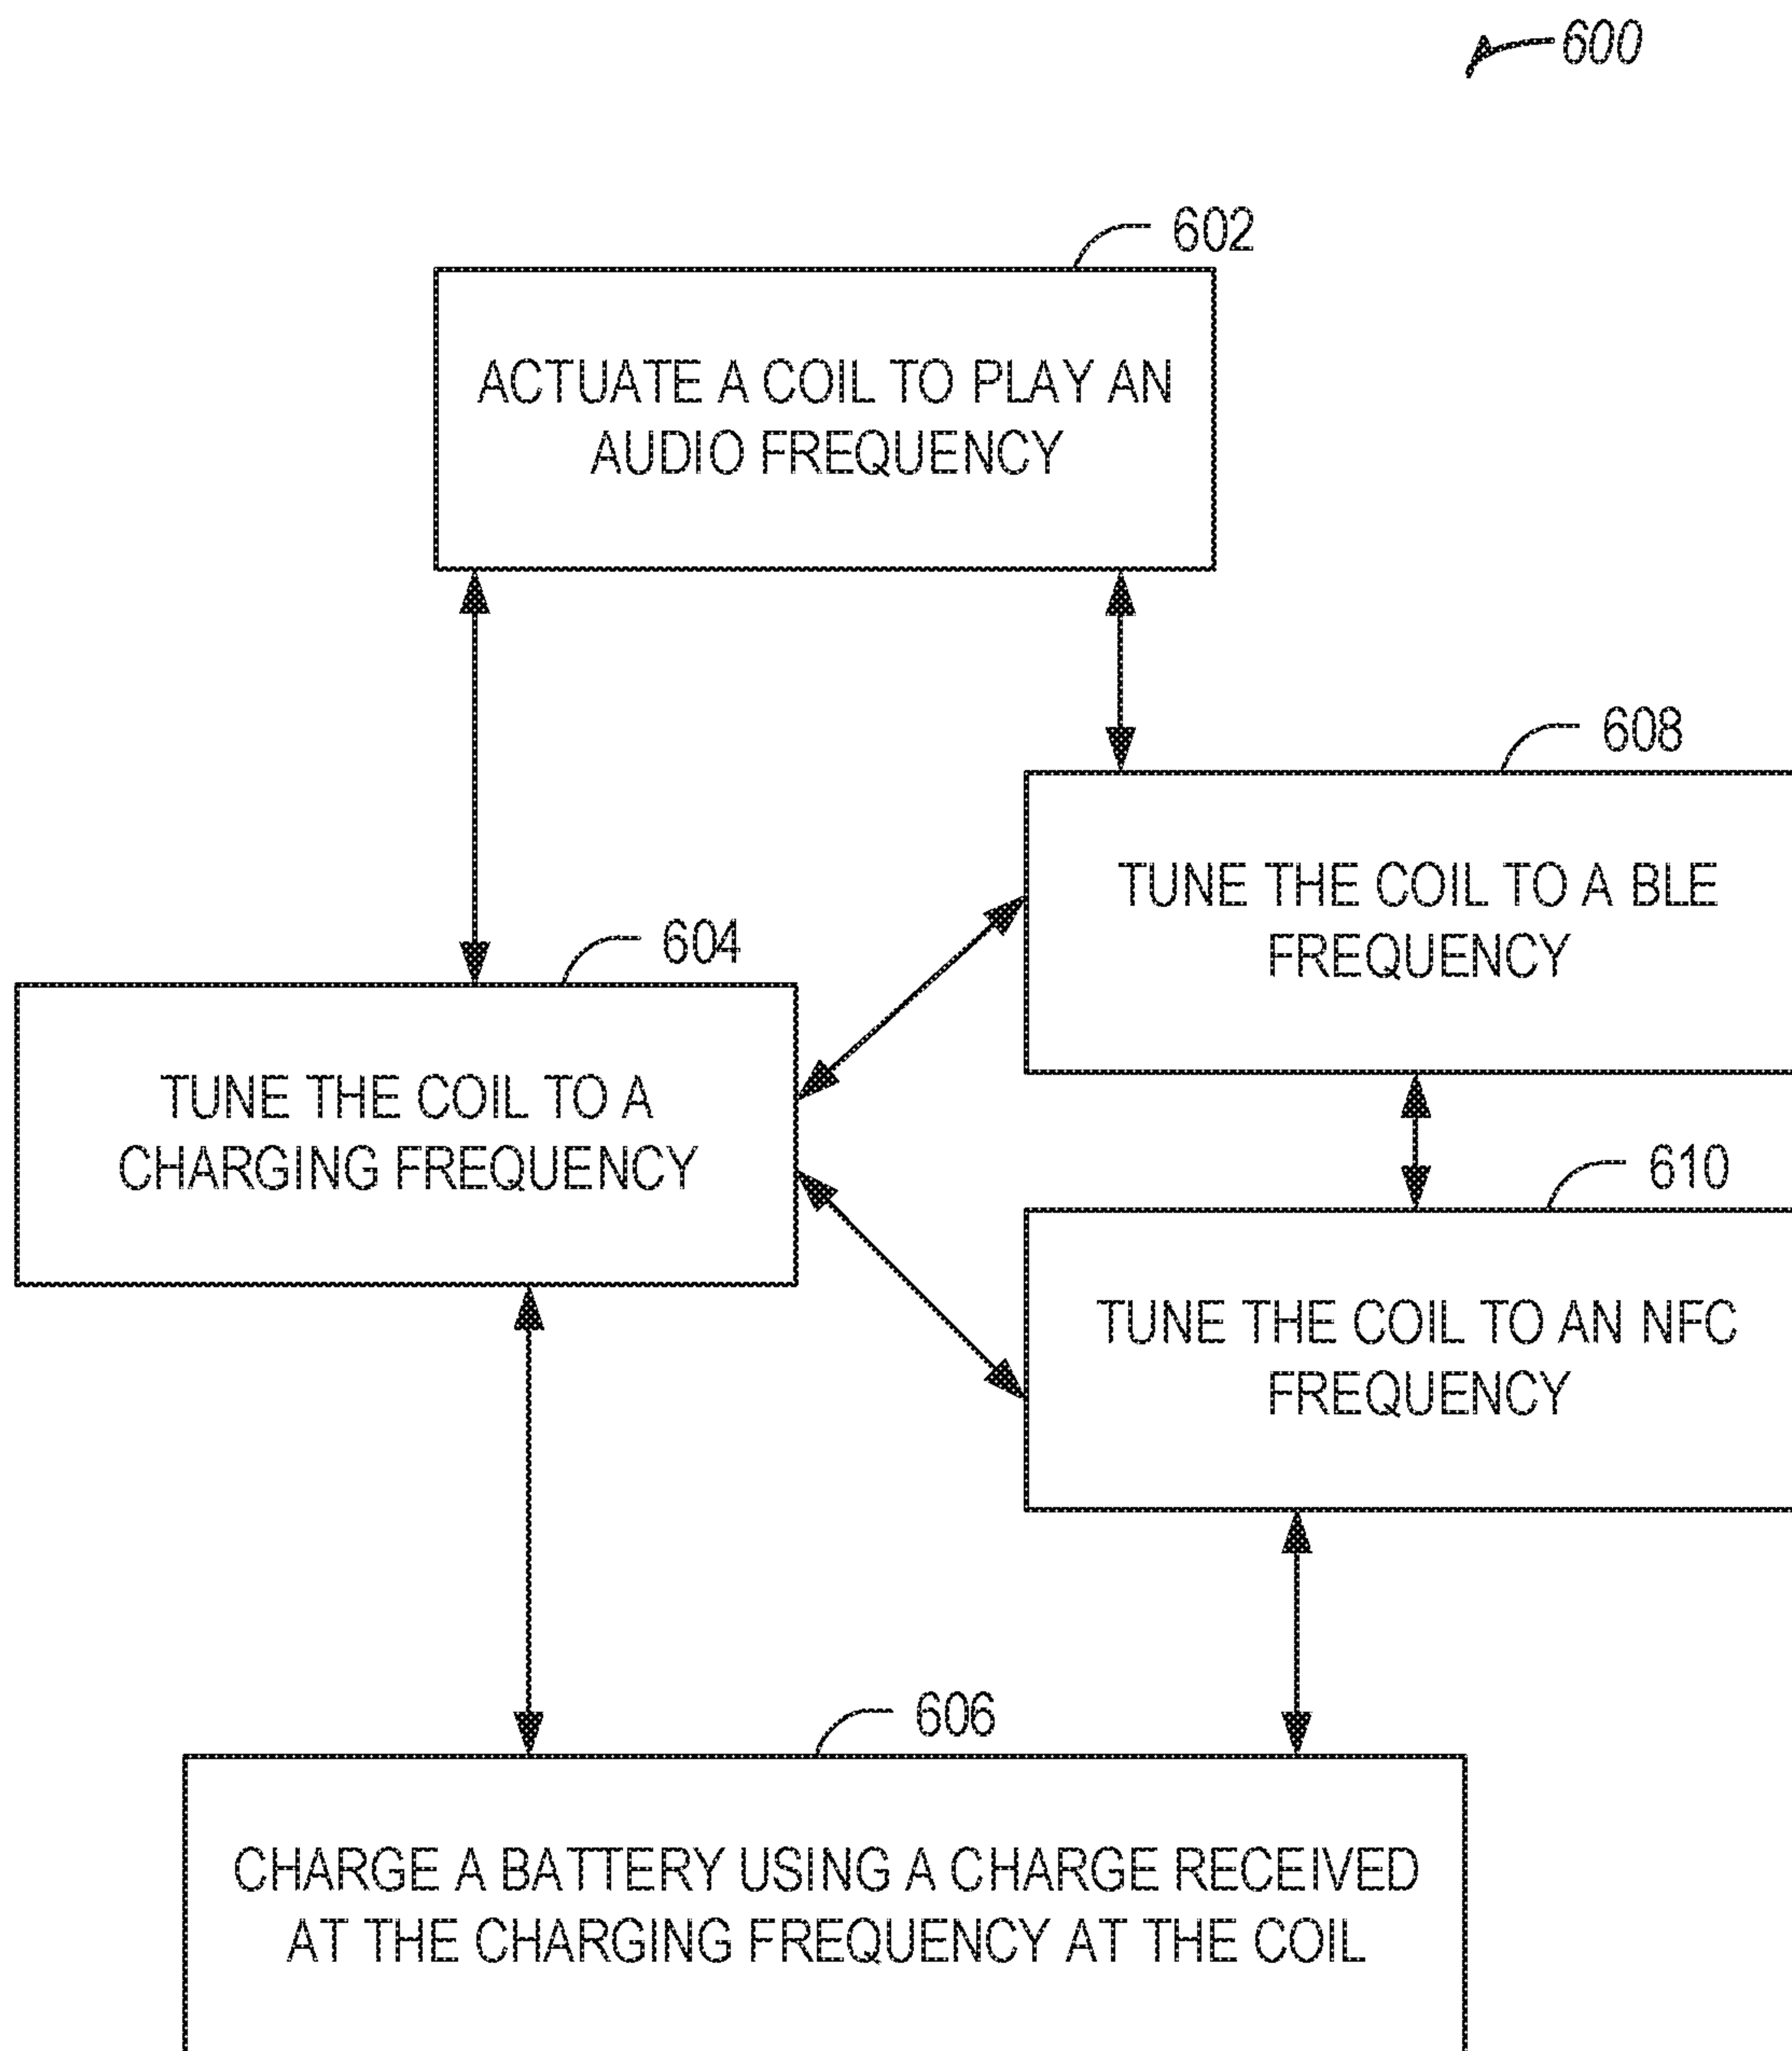 600
602
ACTUATE A COIL TO PLAY AN
AUDIO FREQUENCY
608
TUNE THE COIL TO A BLE
FREQUENCY
604
TUNE THE COIL TO A
CHARGING FREQUENCY
610
TUNE THE COIL TO AN NFC
FREQUENCY
606
CHARGE A BATTERY USING A CHARGE RECEIVED
AT THE CHARGING FREQUENCY AT THE COIL